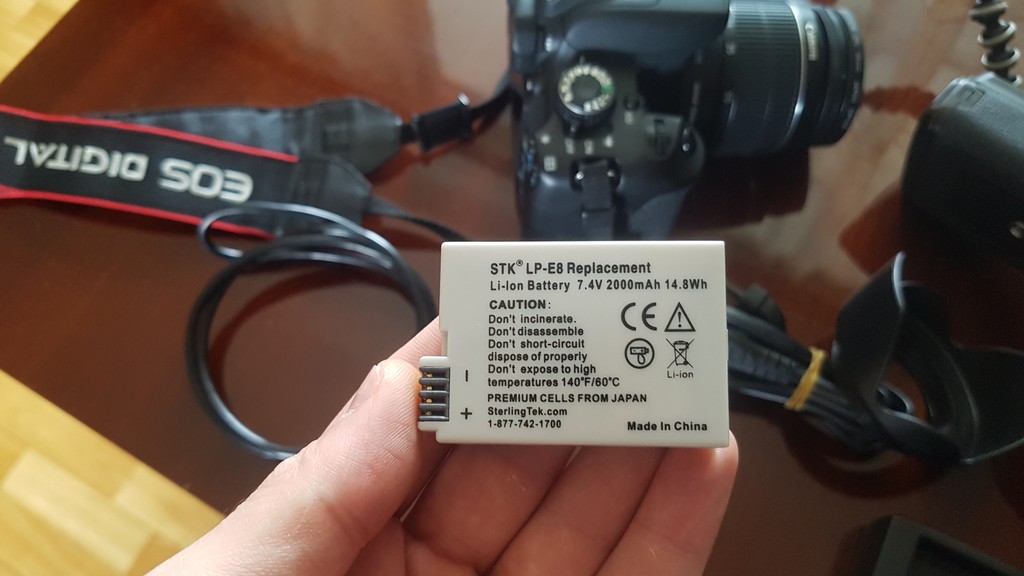 EOS DIGITAL
STK® LP-E8 Replacement
Li-Ion Battery 7.4V 2000mAh 14.8Wh
CAUTION:
Don't incinerate.
Don't disassemble
Don't short-circuit
dispose of properly
Don't expose to high
temperatures 140°F/60°C
PREMIUM CELLS FROM JAPAN
SterlingTek.com
1-877-742-1700
CE
Li-ion
Made in China
- 
+